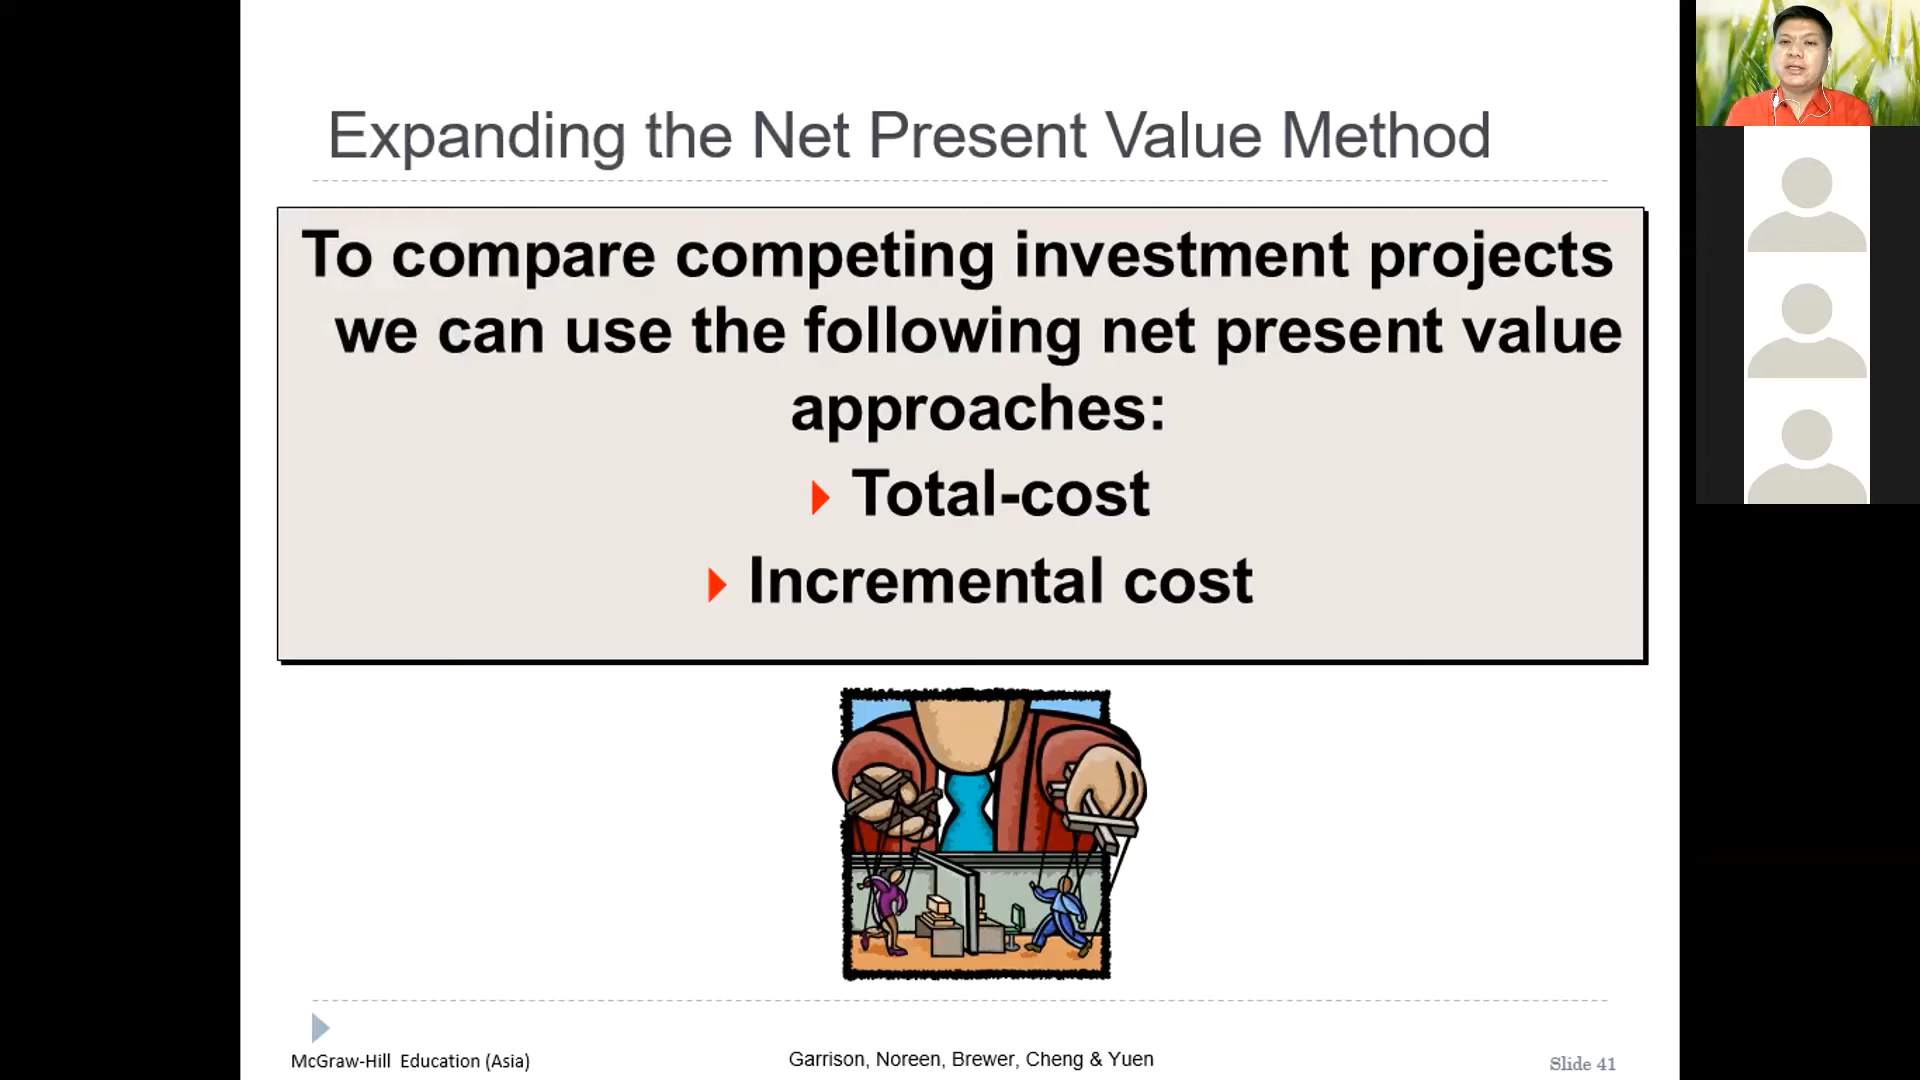 Expanding the Net Present Value Method
To compare competing investment projects
we can use the following net present value
approaches:
Total-cost
Incremental cost
McGraw-Hill Education (Asia)
Garrison, Noreen, Brewer, Cheng & Yuen
Slide 41